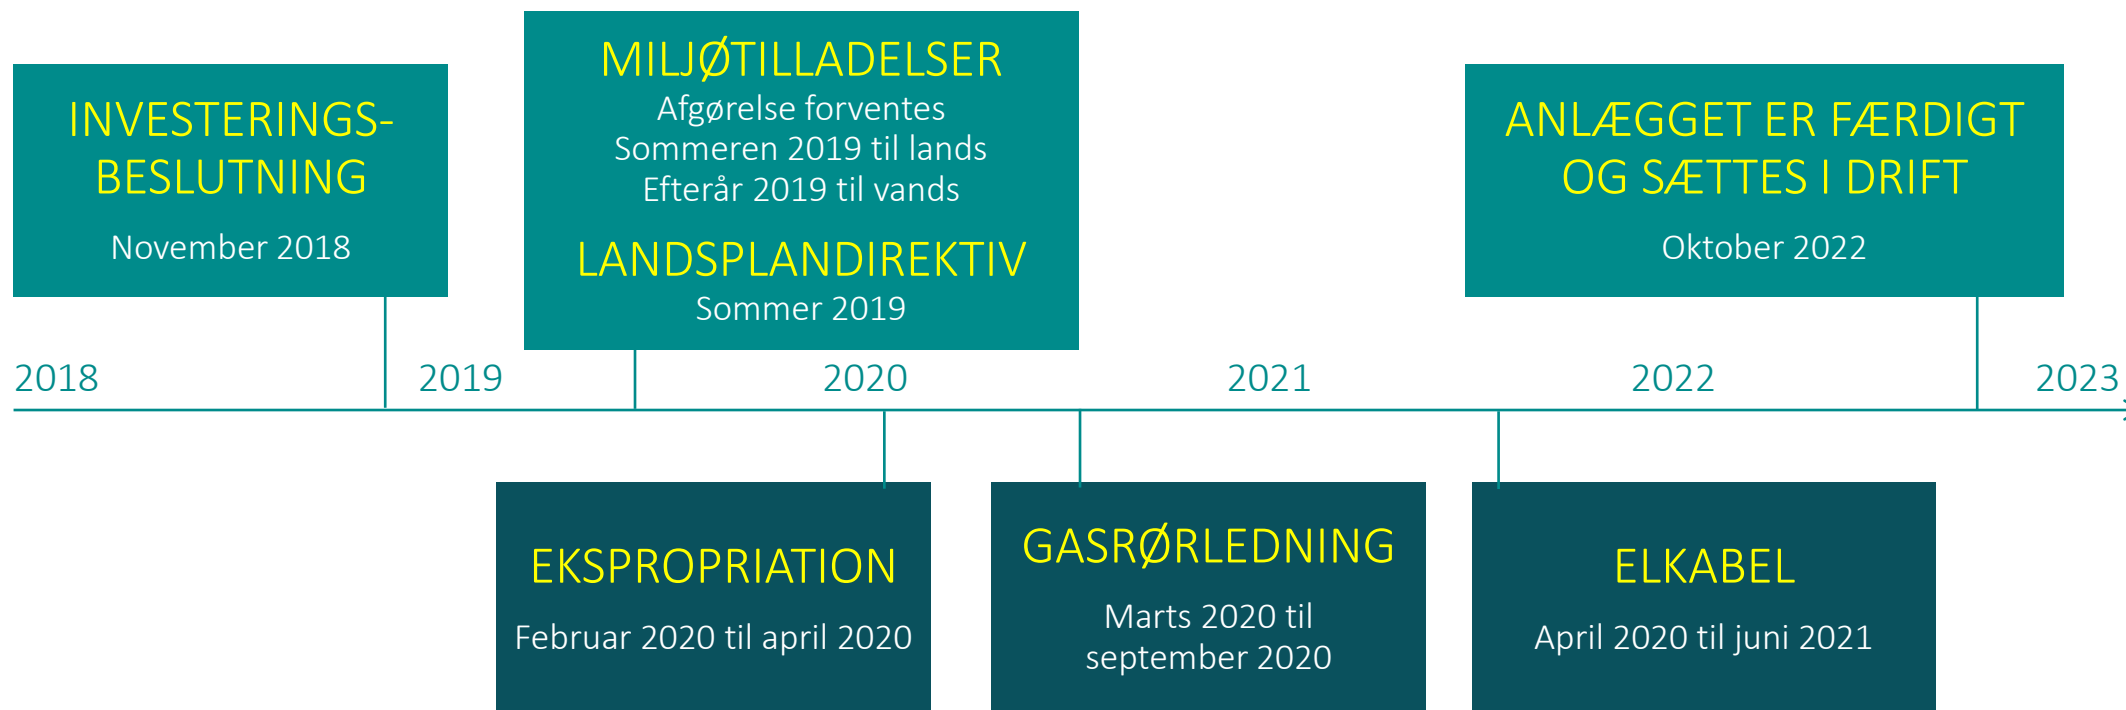 INVESTERINGS-
BESLUTNING
November 2018
MILJØTILLADELSER
Afgørelse forventes
Sommeren 2019 til lands
Efterår 2019 til vands
LANDSPLANDIREKTIV
Sommer 2019
ANLÆGGET ER FÆRDIGT
OG SÆTTES I DRIFT
Oktober 2022
2018 2019 2020 2021 2022 2023
EKSPROPRIATION
Februar 2020 til april 2020
GASRØRLEDNING
Marts 2020 til
september 2020
ELKABEL
April 2020 til juni 2021